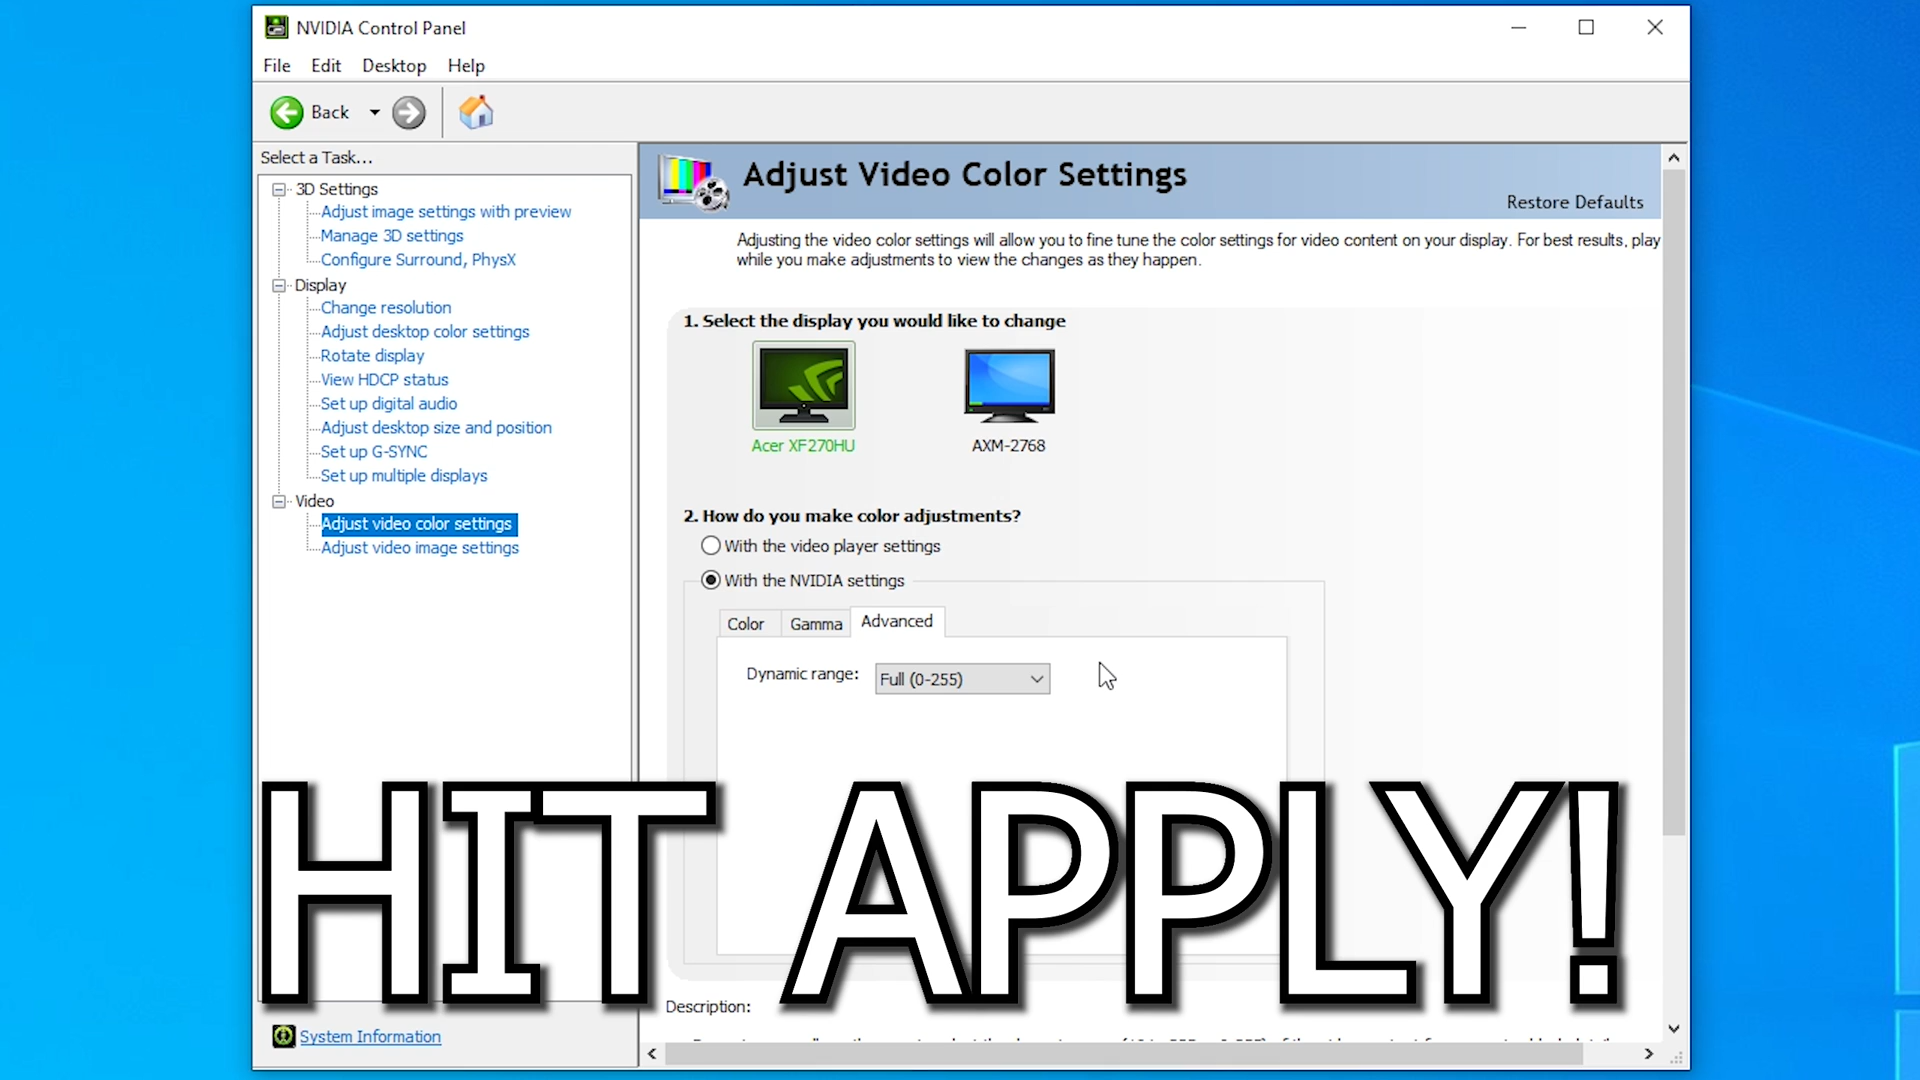 NVIDIA Control Panel
File Edit Desktop Help
Back
Select a Task...
3D Settings
Adjust image settings with preview
Manage 3D settings
Configure Surround, PhysX
Display
Change resolution
Adjust desktop color settings
Rotate display
View HDCP status
Set up digital audio
Adjust desktop size and position
Set up G-SYNC
Set up multiple displays
Video
Adjust video color settings
Adjust video image settings
System Information
Adjust Video Color Settings
Restore Defaults
Adjusting the video color settings will allow you to fine tune the color settings for video content on your display. For best results, play
while you make adjustments to view the changes as they happen.
1. Select the display you would like to change
Acer XF270HU AXM-2768
2. How do you make color adjustments?
With the video player settings
With the NVIDIA settings
Color Gamma Advanced
Dynamic range: Full (0-255)
HIT APPLY!
Description: